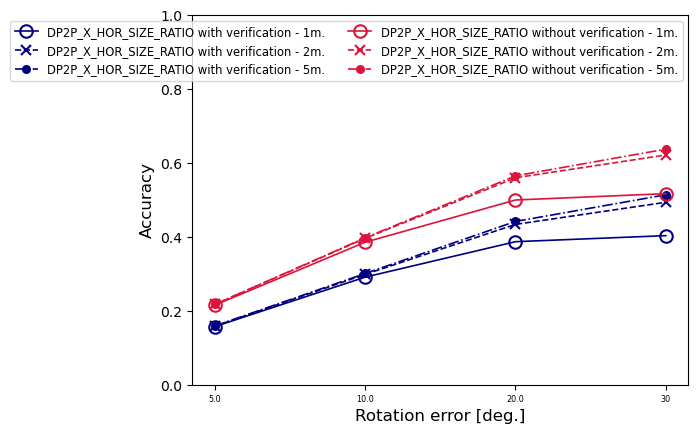 1.0
DP2P_X_HOR_SIZE_RATIO with verification - 1m. DP2P_X_HOR_SIZE_RATIO without verification - 1m.
DP2P_X_HOR_SIZE_RATIO with verification - 2m. DP2P_X_HOR_SIZE_RATIO without verification - 2m.
DP2P_X_HOR_SIZE_RATIO with verification - 5m. DP2P_X_HOR_SIZE_RATIO without verification - 5m.
0.8
0.6
Accuracy
0.4
0.2
0.0
5.0 10.0 20.0 30
Rotation error [deg.]